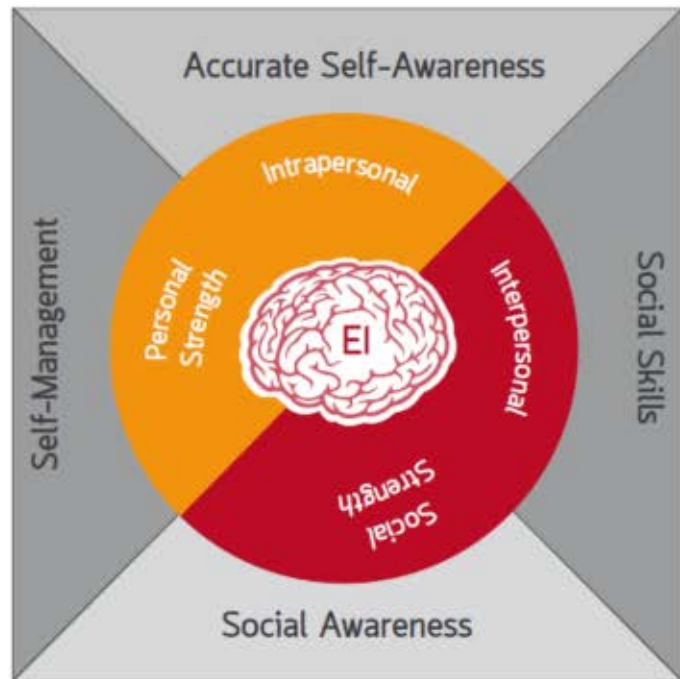 Accurate Self-Awareness
Intrapersonal
Personal
Strength
EI
Interpersonal
Social
Strength
Self-Management
Social Skills
Social Awareness